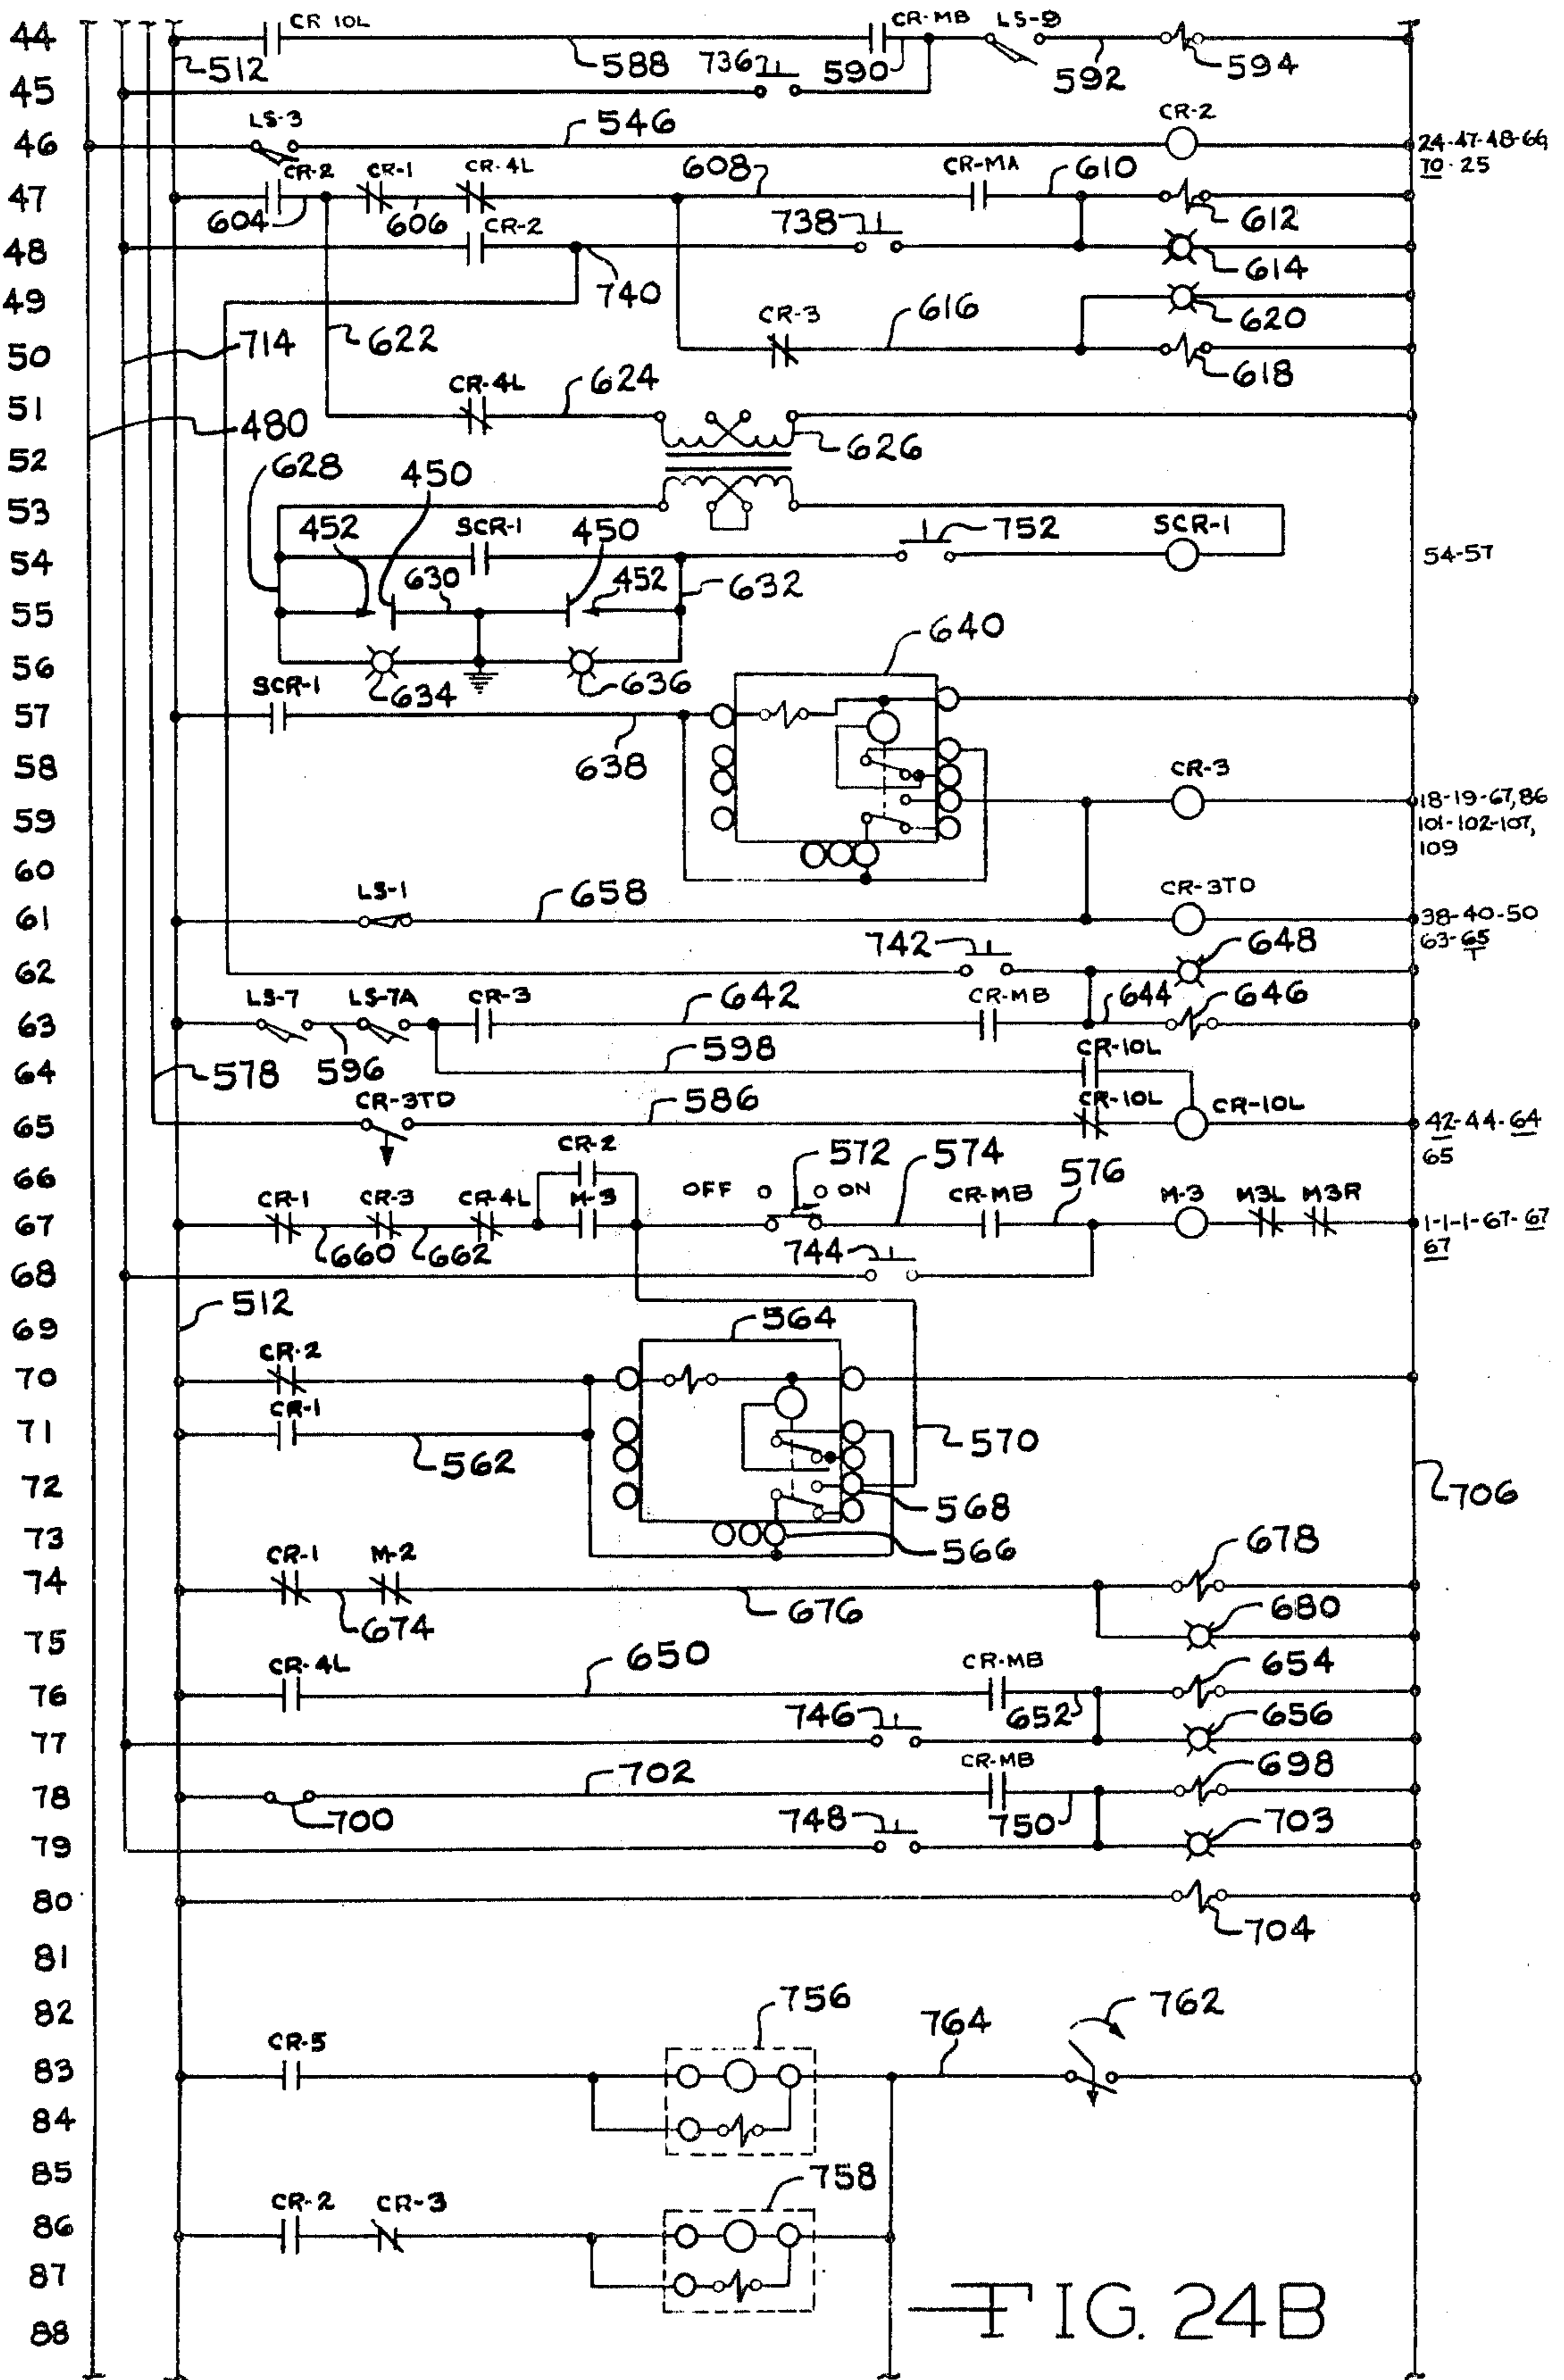 44 CR 10L 588 CR-MB LS-9
512 736 590 592 594
45
46 LS-3 546 CR-2 24-47-48-66
70-25
47 CR-2 CR-1 CR-4L 608 CR-MA 610
604 606 738 612
48 CR-2 614
49 740
714 622 CR-3 616 620
50 618
51 CR-4L 624
480 626
52 628 450
53
54 452 SCR-1 450 752 SCR-1 54-57
55 630 452 632
640
56 634 636
57 SCR-1
58 638 CR-3
59 18-19-67, 86
101-102-107,
109
60
61 LS-1 658 CR-3TD 38-40-50
63-65
T
62 742 648
63 LS-7 LS-7A CR-3 642 CR-MB 644 646
64 578 596 598 CR-10L
65 CR-3TD 586 CR-10L CR-10L 42-44-64
65
66 CR-2 OFF ON 572 574 576
67 CR-1 CR-3 CR-4L M-3 CR-MB M-3 M3L M3R 1-1-1-67-67
67
660 662 744
68
69 512 564
70 CR-2
71 CR-1 570
562
72 568 706
73 566
74 CR-1 M-2 678
674 676 680
75
76 CR-4L 650 CR-MB 654
746 652 656
77
78 702 CR-MB 698
700 748 750 703
79
80 704
81
82 756 764 762
83 CR-5
84
85 758
86 CR-2 CR-3
87
88
FIG. 24B